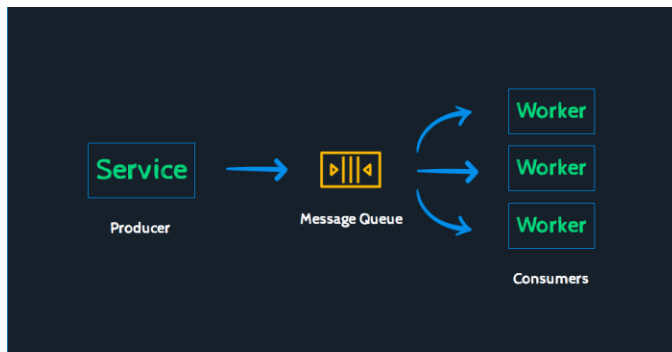 Service
Producer
Message Queue
Worker
Worker
Worker
Consumers